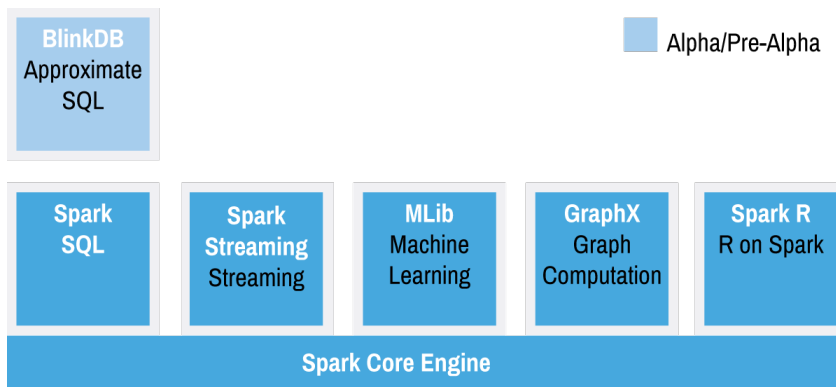 BlinkDB
Approximate
SQL
Alpha/Pre-Alpha
Spark
SQL
Spark
Streaming
Streaming
MLib
Machine
Learning
GraphX
Graph
Computation
Spark R
R on Spark
Spark Core Engine